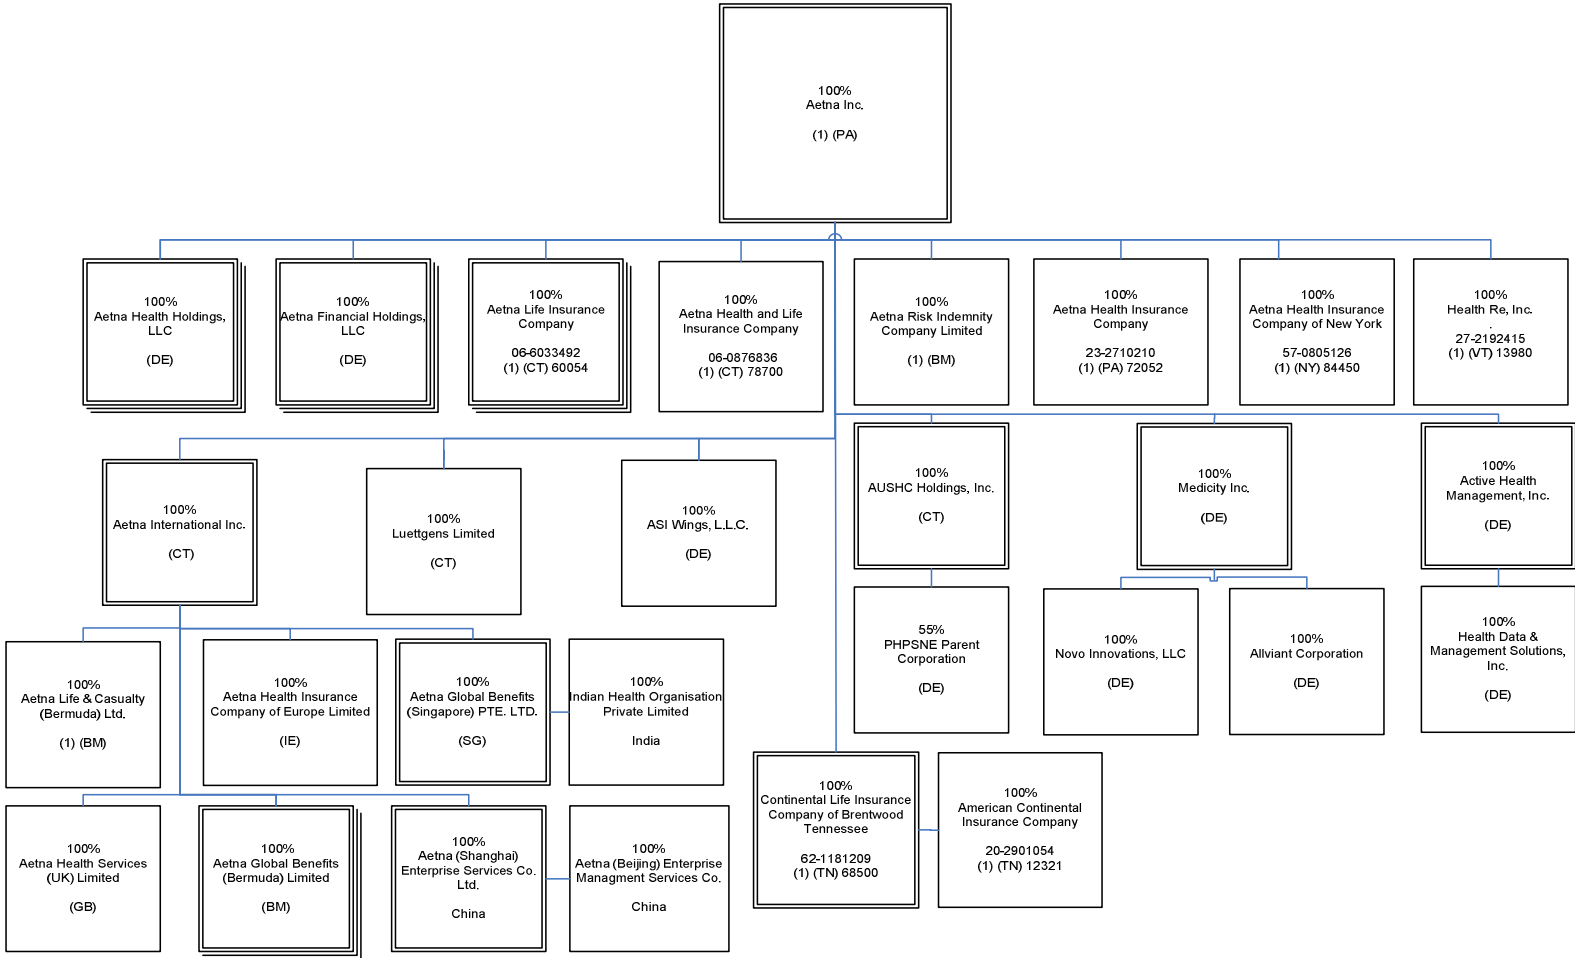 100%
Aetna Inc.
(1) (PA)
100%
Aetna Health Holdings,
LLC
(DE)
100%
Aetna Financial Holdings,
LLC
(DE)
100%
Aetna Life Insurance
Company
06-6033492
(1) (CT) 60054
100%
Aetna Health and Life
Insurance Company
06-0876836
(1) (CT) 78700
100%
Aetna Risk Indemnity
Company Limited
(1) (BM)
100%
Aetna Health Insurance
Company
23-2710210
(1) (PA) 72052
100%
Aetna Health Insurance
Company of New York
57-0805126
(1) (NY) 84450
100%
Health Re, Inc.
.
27-2192415
(1) (VT) 13980
100%
Aetna International Inc.
(CT)
100%
Luettgens Limited
(CT)
100%
ASI Wings, L.L.C.
(DE)
100%
AUSHC Holdings, Inc.
(CT)
100%
Medicity Inc.
(DE)
100%
Active Health
Management, Inc.
(DE)
55%
PHPSNE Parent
Corporation
(DE)
100%
Novo Innovations, LLC
(DE)
100%
Allviant Corporation
(DE)
100%
Health Data &
Management Solutions,
Inc.
(DE)
100%
Aetna Life & Casualty
(Bermuda) Ltd.
(1) (BM)
100%
Aetna Health Insurance
Company of Europe Limited
(IE)
100%
Aetna Global Benefits
(Singapore) PTE. LTD.
(SG)
100%
Indian Health Organisation
Private Limited
India
100%
Continental Life Insurance
Company of Brentwood
Tennessee
62-1181209
(1) (TN) 68500
100%
American Continental
Insurance Company
20-2901054
(1) (TN) 12321
100%
Aetna Health Services
(UK) Limited
(GB)
100%
Aetna Global Benefits
(Bermuda) Limited
(BM)
100%
Aetna (Shanghai)
Enterprise Services Co.
Ltd.
China
100%
Aetna (Beijing) Enterprise
Managment Services Co.
China